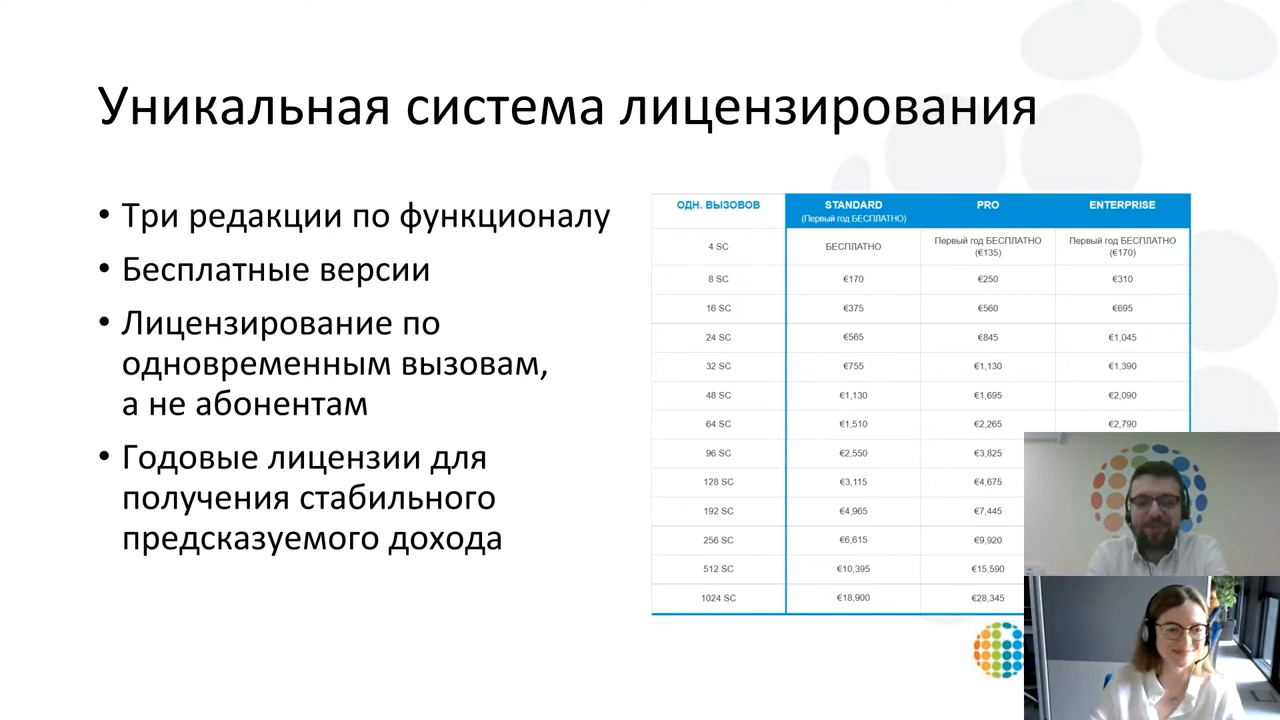 Уникальная система лицензирования
• Три редакции по функционалу
• Бесплатные версии
• Лицензирование по
одновременным вызовам,
а не абонентам
• Годовые лицензии для
получения стабильного
предсказуемого дохода
ОДН. ВЫЗОВОВ STANDARD PRO ENTERPRISE
(Первый год БЕСПЛАТНО)
4 SC БЕСПЛАТНО Первый год БЕСПЛАТНО (€135) Первый год БЕСПЛАТНО (€170)
8 SC €170 €250 €310
16 SC €375 €560 €695
24 SC €565 €845 €1,045
32 SC €755 €1,130 €1,390
48 SC €1,130 €1,695 €2,090
64 SC €1,510 €2,265 €2,790
96 SC €2,550 €3,825
128 SC €3,115 €4,675
192 SC €4,965 €7,445
256 SC €6,615 €9,920
512 SC €10,395 €15,590
1024 SC €18,900 €28,345